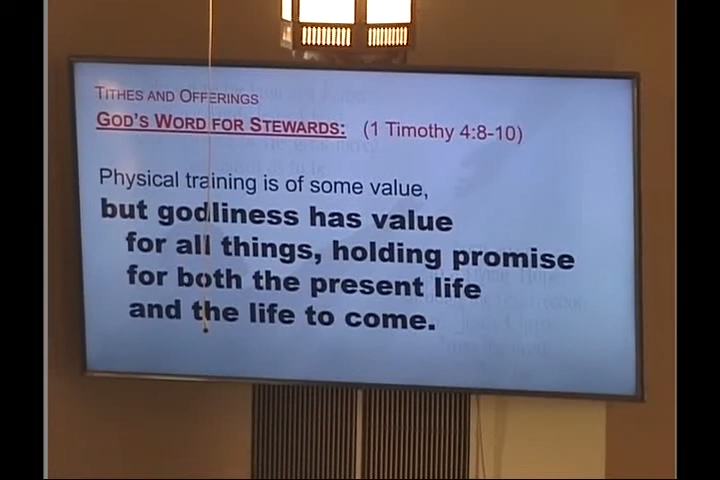 TITHES AND OFFERINGS
GOD'S WORD FOR STEWARDS: (1 Timothy 4:8-10)
Physical training is of some value,
but godliness has value
for all things, holding promise
for both the present life
and the life to come.